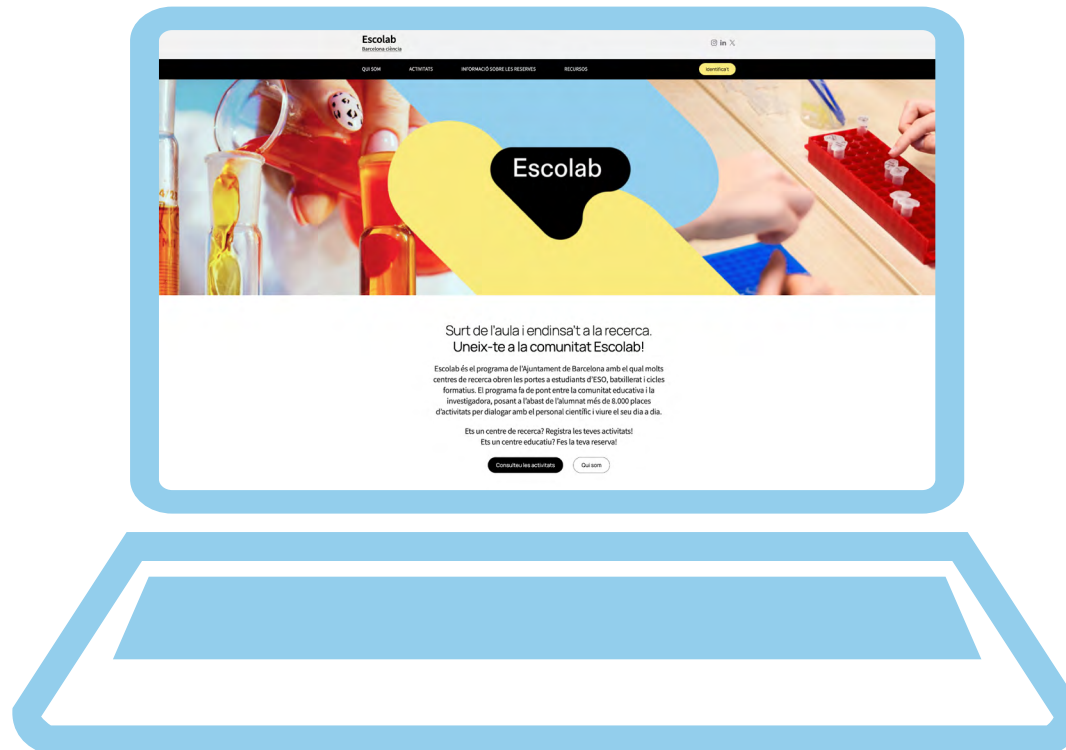 Escolab
Barcelona ciència
QUI SOM ACTIVITATS INFORMACIÓ SOBRE LES RESERVES RECURSOS Identifica't
Escolab
Surt de l'aula i endinsa't a la recerca.
Uneix-te a la comunitat Escolab!
Escolab és el programa de l'Ajuntament de Barcelona amb el qual molts
centres de recerca obren les portes a estudiants d'ESO, batxillerat i cicles
formatius. El programa fa de pont entre la comunitat educativa i la
investigadora, posant a l'abast de l'alumnat més de 8.000 places
d'activitats per dialogar amb el personal científic i viure el seu dia a dia.
Ets un centre de recerca? Registra les teves activitats!
Ets un centre educatiu? Fes la teva reserva!
Consulteu les activitats Qui som